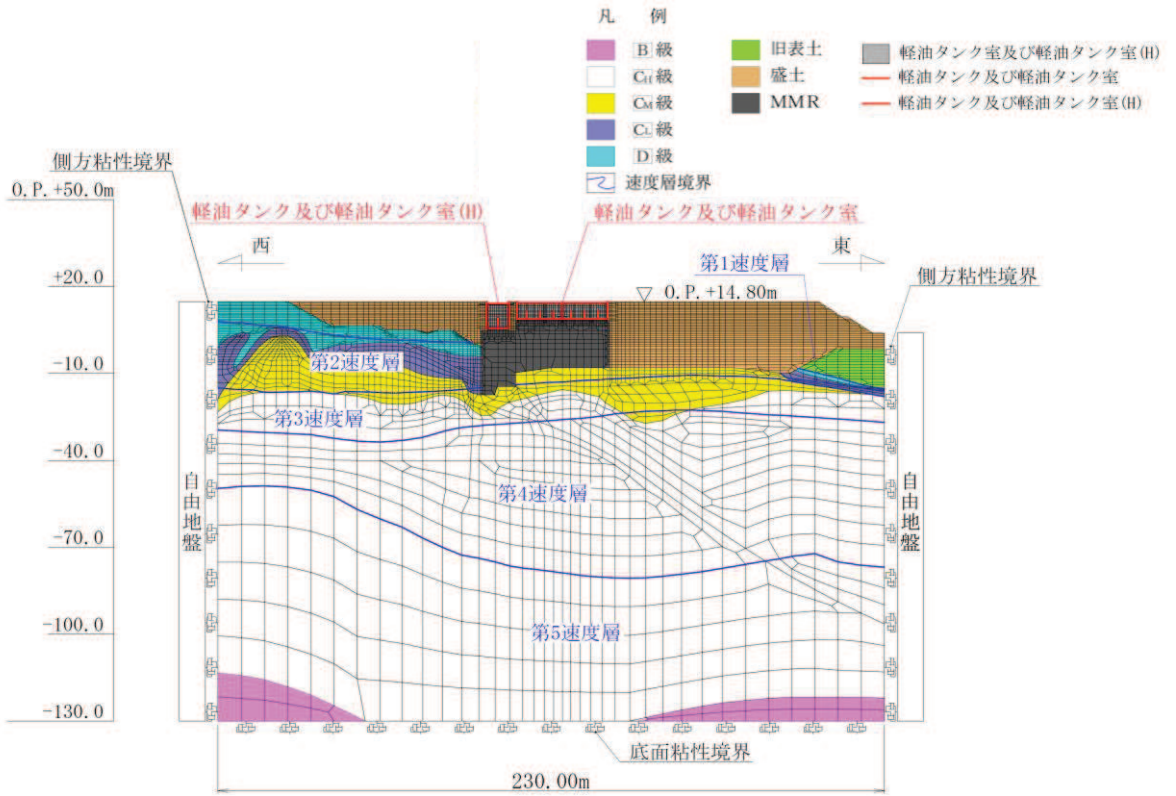 凡 例
B級
CH級
CM級
CL級
D級
速度層境界
旧表土
盛土
MMR
軽油タンク室及び軽油タンク室(H)
軽油タンク及び軽油タンク室
軽油タンク及び軽油タンク室(H)
側方粘性境界
O.P.+50.0m
軽油タンク及び軽油タンク室(H)
軽油タンク及び軽油タンク室
西
東
第1速度層
側方粘性境界
+20.0
O.P.+14.80m
-10.0
第2速度層
第3速度層
-40.0
自由地盤
第4速度層
自由地盤
-70.0
-100.0
第5速度層
-130.0
底面粘性境界
230.00m